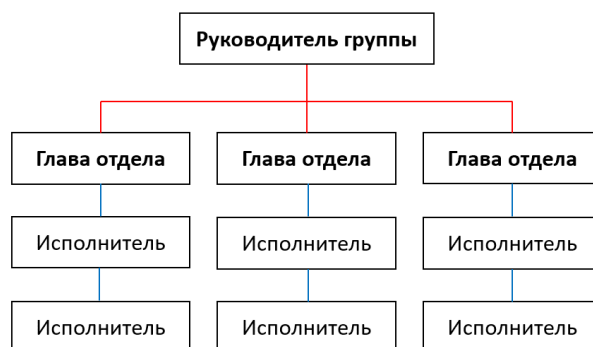 Руководитель группы
Глава отдела
Глава отдела
Глава отдела
Исполнитель
Исполнитель
Исполнитель
Исполнитель
Исполнитель
Исполнитель